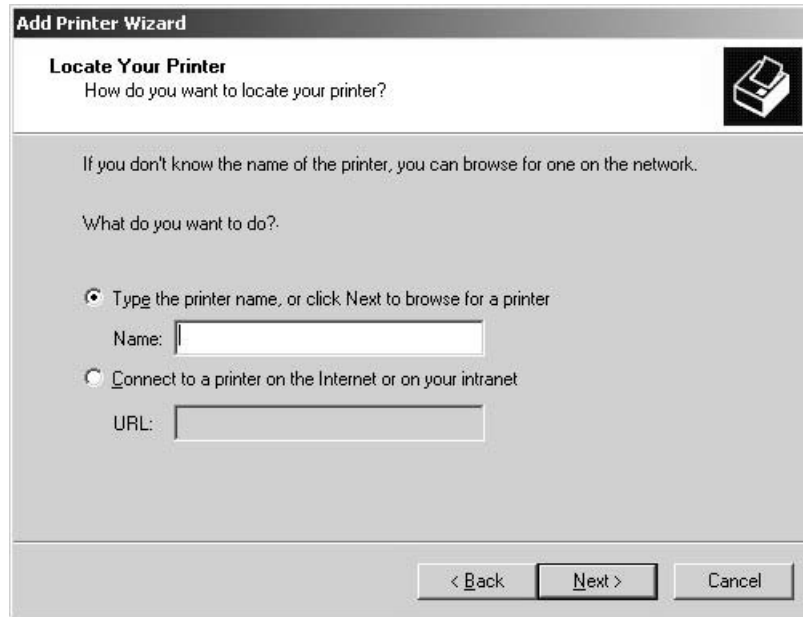 Add Printer Wizard
Locate Your Printer
How do you want to locate your printer?
If you don't know the name of the printer, you can browse for one on the network.
What do you want to do?
Type the printer name, or click Next to browse for a printer
Name:
Connect to a printer on the Internet or on your intranet
URL:
< Back Next > Cancel